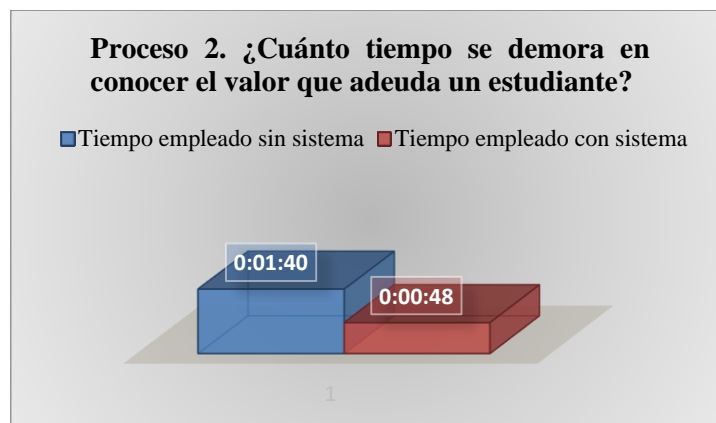 Proceso 2. ¿Cuánto tiempo se demora en
conocer el valor que adeuda un estudiante?
Tiempo empleado sin sistema Tiempo empleado con sistema
0:01:40
0:00:48
1